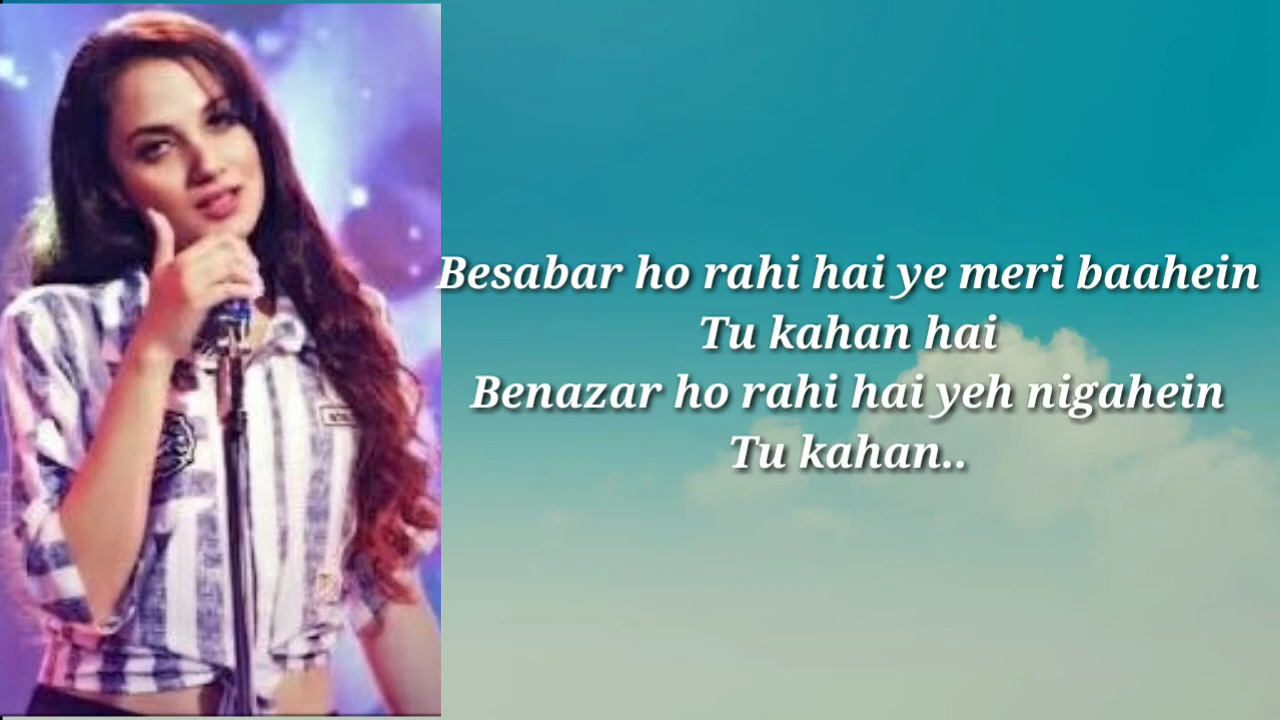 Besabar ho rahi hai ye meri baahein
Tu kahan hai
Benazar ho rahi hai yeh nigahein
Tu kahan..